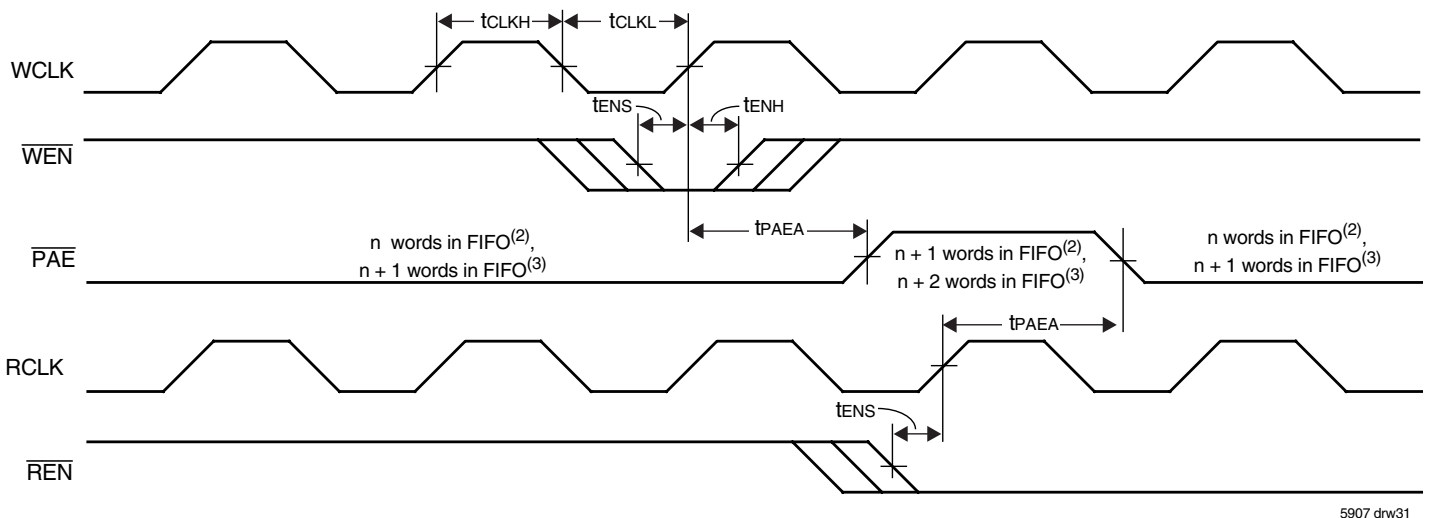 tCLKH
tCLKL
WCLK
tENS
tENH
WEN
tPAEA
PAE
n words in FIFO(2),
n + 1 words in FIFO(3)
n + 1 words in FIFO(2),
n + 2 words in FIFO(3)
n words in FIFO(2),
n + 1 words in FIFO(3)
tPAEA
RCLK
tENS
REN
5907 drw31